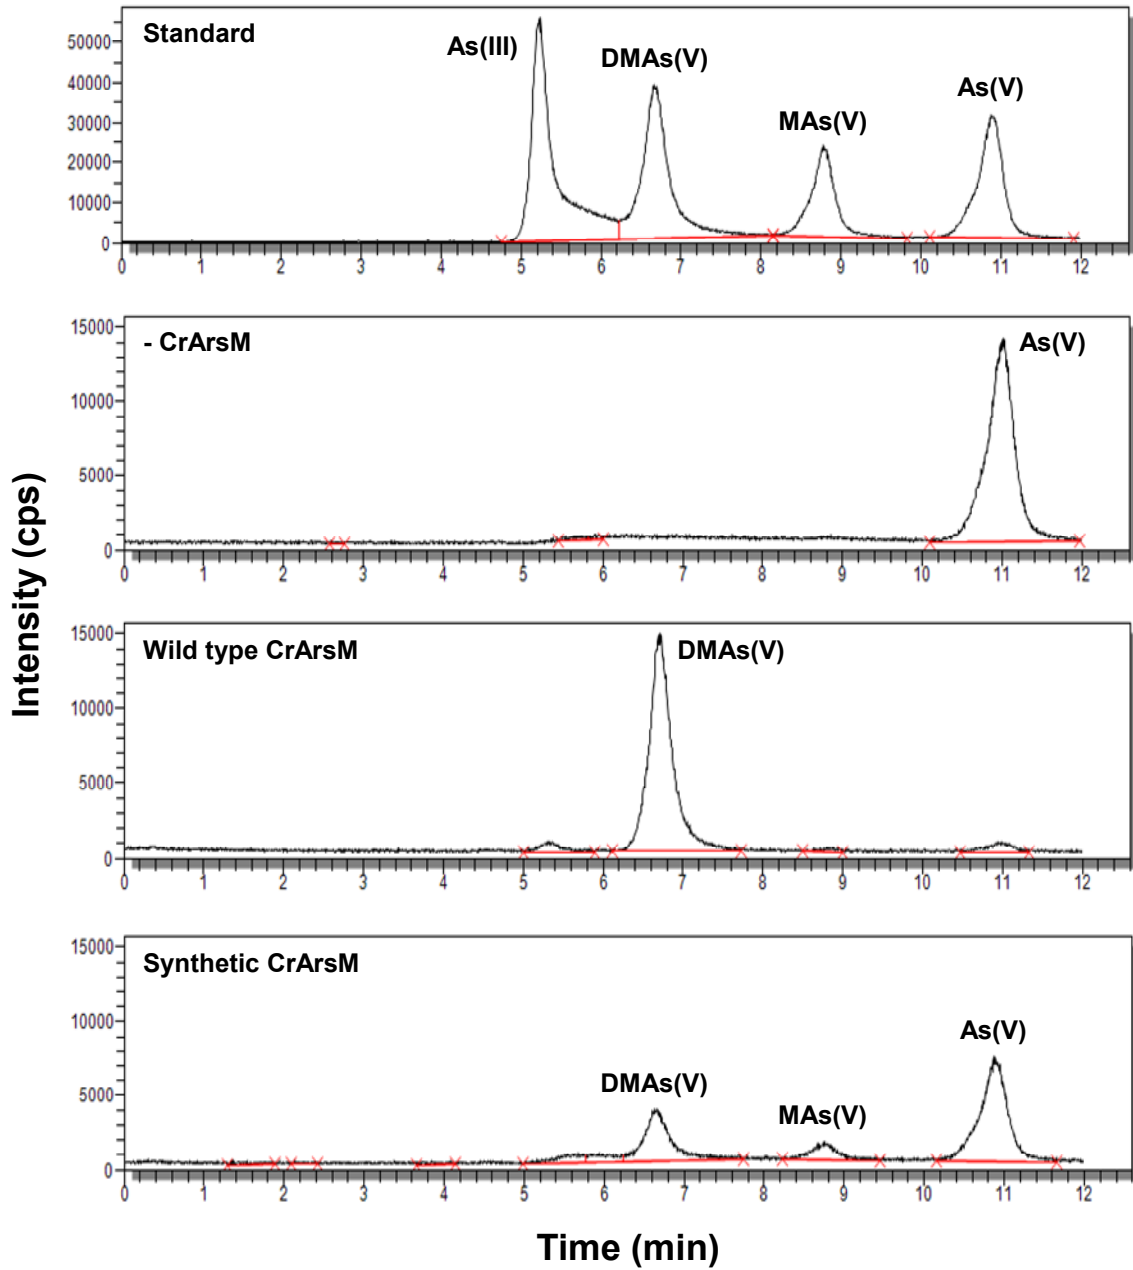 Standard
As(III)
DMAs(V)
MAs(V)
As(V)
50000
40000
30000
20000
10000
0
0 1 2 3 4 5 6 7 8 9 10 11 12
- CrArsM
As(V)
15000
10000
5000
0
0 1 2 3 4 5 6 7 8 9 10 11 12
Wild type CrArsM
DMAs(V)
15000
10000
5000
0
0 1 2 3 4 5 6 7 8 9 10 11 12
Synthetic CrArsM
DMAs(V)
MAs(V)
As(V)
15000
10000
5000
0
0 1 2 3 4 5 6 7 8 9 10 11 12
Intensity (cps)
Time (min)